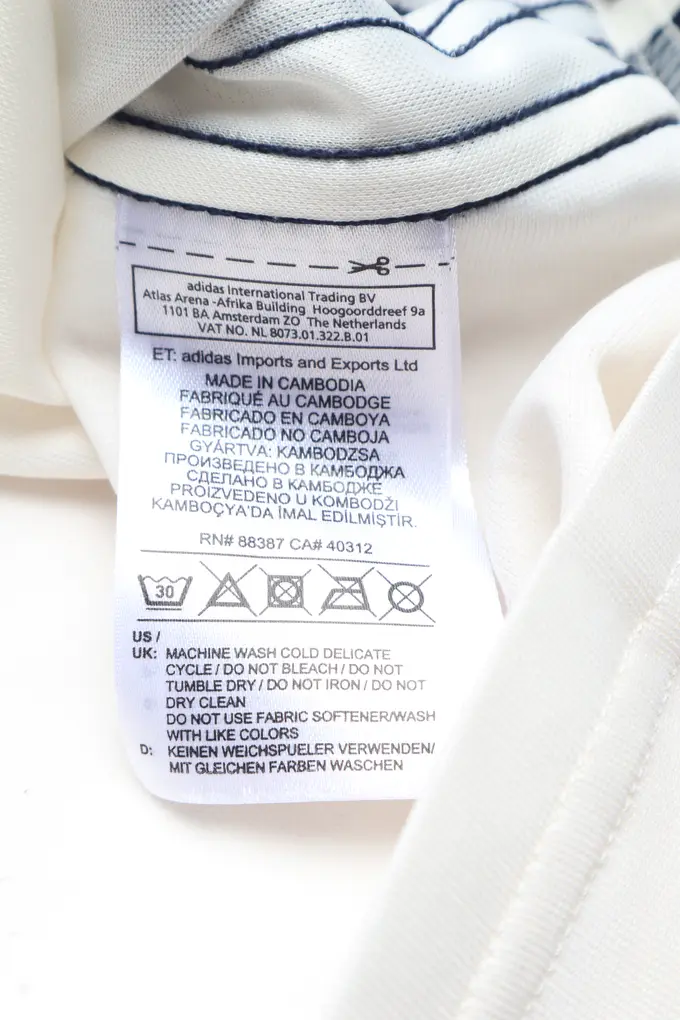 adidas International Trading BV
Atlas Arena -Afrika Building Hoogoorddreef 9a
1101 BA Amsterdam ZO The Netherlands
VAT NO. NL 8073.01.322.B.01
ET: adidas Imports and Exports Ltd
MADE IN CAMBODIA
FABRIQUÉ AU CAMBODGE
FABRICADO EN CAMBOYA
FABRICADO NO CAMBOJA
GYÁRTVA: KAMBODZSA
ПРОИЗВЕДЕНО В КАМБОДЖА
СДЕЛАНО В КАМБОДЖЕ
PROIZVEDENO U KOMBODŽI
KAMBOÇYA'DA İMAL EDİLMİŞTİR.
RN# 88387 CA# 40312
30
US /
UK: MACHINE WASH COLD DELICATE
CYCLE / DO NOT BLEACH / DO NOT
TUMBLE DRY / DO NOT IRON / DO NOT
DRY CLEAN
DO NOT USE FABRIC SOFTENER/WASH
WITH LIKE COLORS
D: KEINEN WEICHSPUELER VERWENDEN/
MIT GLEICHEN FARBEN WASCHEN